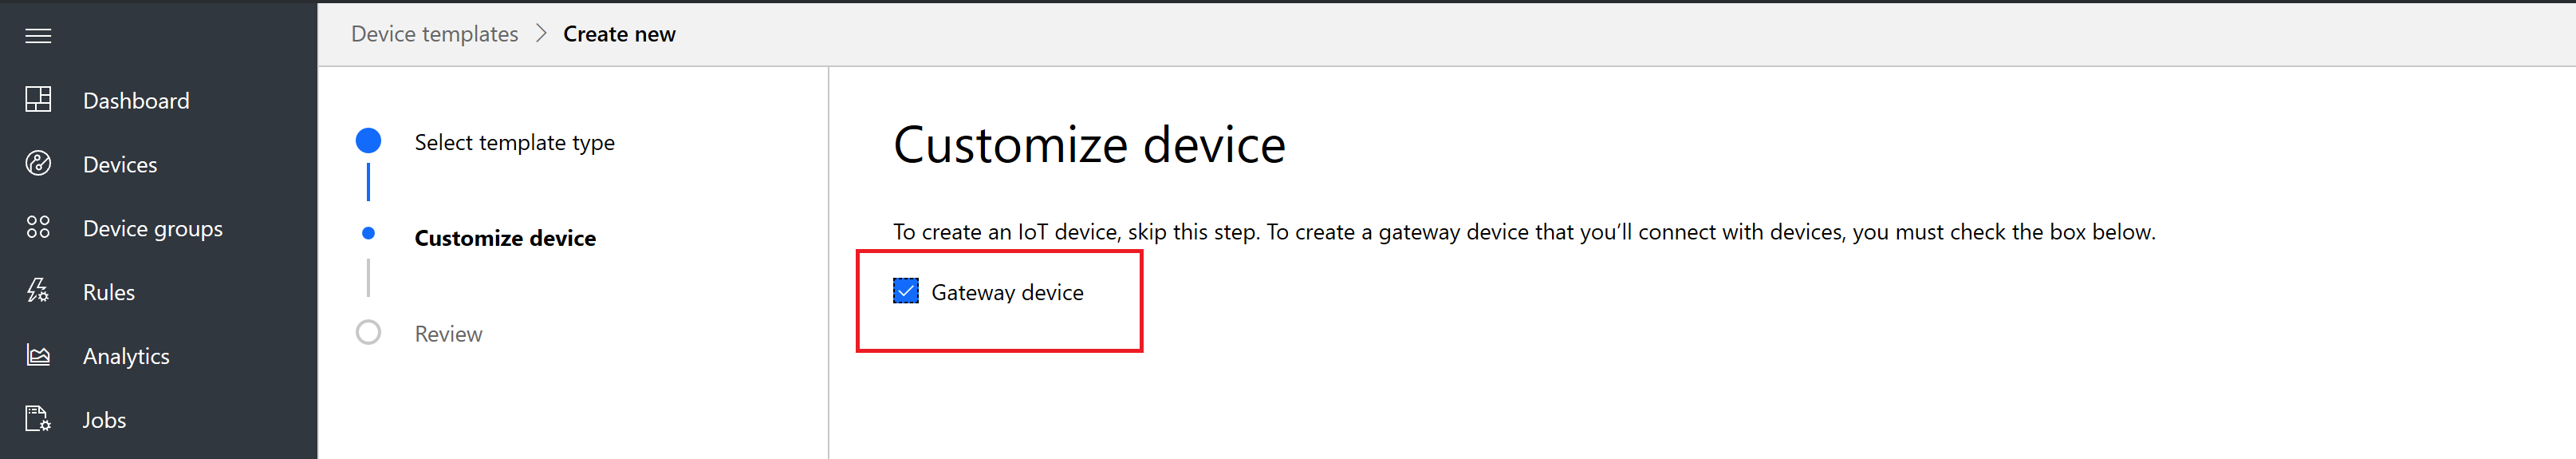 Device templates > Create new
Dashboard
Devices
Device groups
Rules
Analytics
Jobs
Select template type
Customize device
Review
Customize device
To create an IoT device, skip this step. To create a gateway device that you’ll connect with devices, you must check the box below.
Gateway device